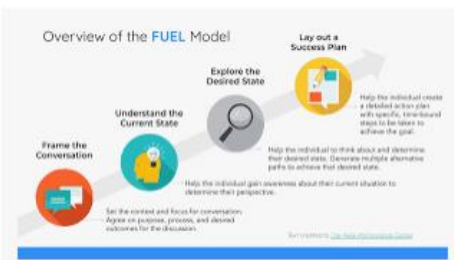 Overview of the FUEL Model
Lay out a
Success Plan
Explore the
Desired State
Help the individual create
a detailed action plan
with specific, time-bound
steps to be taken to
achieve the goal.
Understand the
Current State
Help the individual to think about and determine
their desired state. Generate multiple alternative
paths to achieve that desired state.
Frame the
Conversation
Help the individual gain awareness about their current situation to
determine their perspective.
Set the context and focus for conversation.
Agree on purpose, process, and desired
outcomes for the discussion.